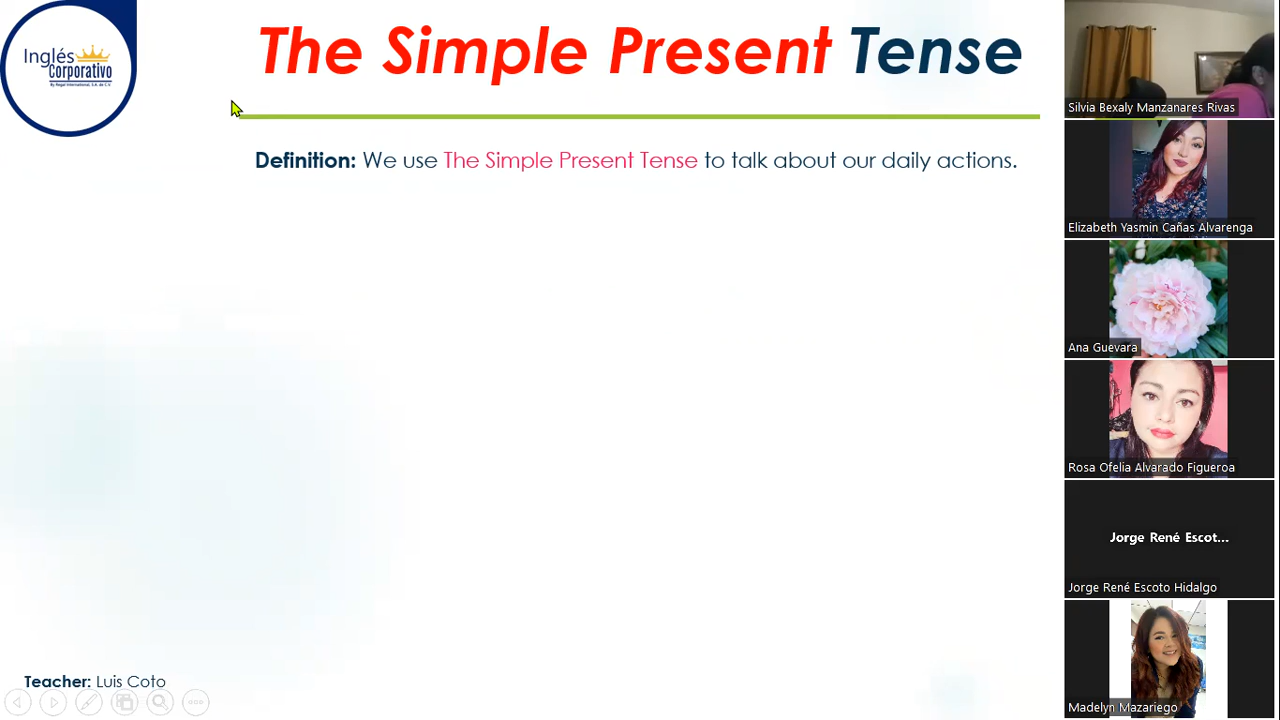 Inglés
Corporativo
By Regal International, S.A. de C.V.
The Simple Present Tense
Definition: We use The Simple Present Tense to talk about our daily actions.
Teacher: Luis Coto
Silvia Bexaly Manzanares Rivas
Elizabeth Yasmin Cañas Alvarenga
Ana Guevara
Rosa Ofelia Alvarado Figueroa
Jorge René Escot...
Jorge René Escoto Hidalgo
Madelyn Mazariego